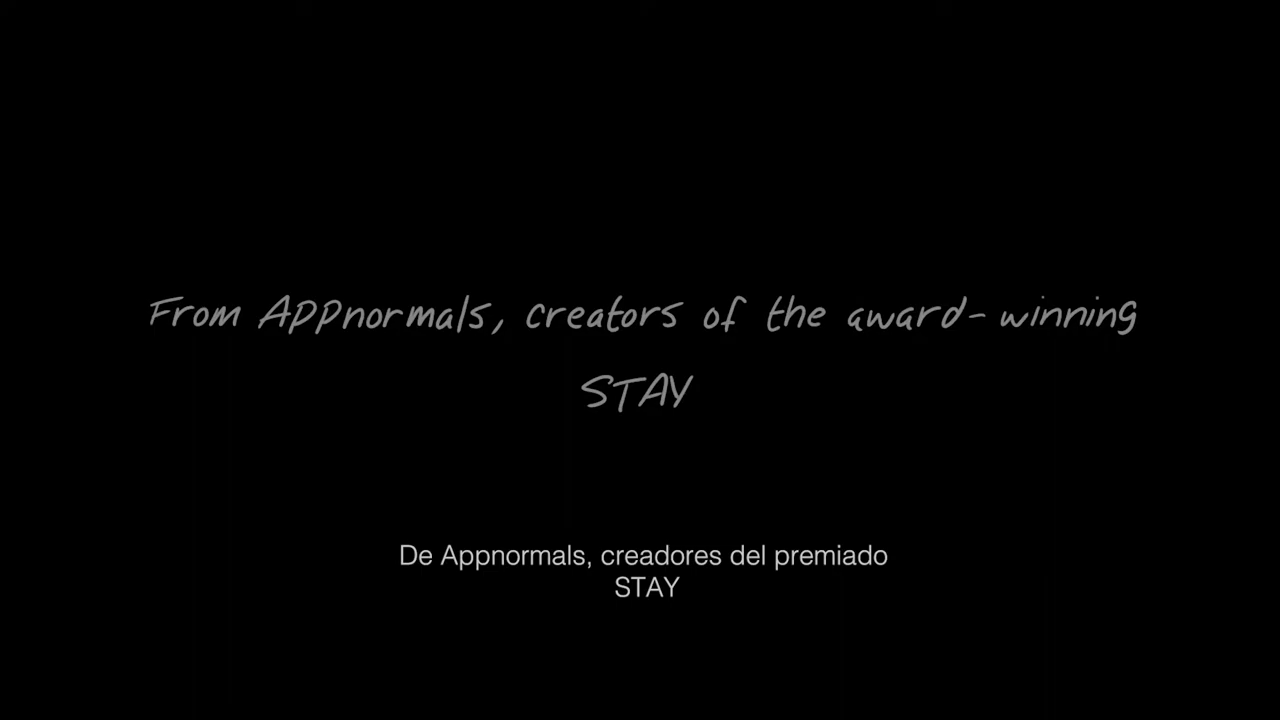 From APPnormals, creators of the award-winning
STAY
De Appnormals, creadores del premiado
STAY